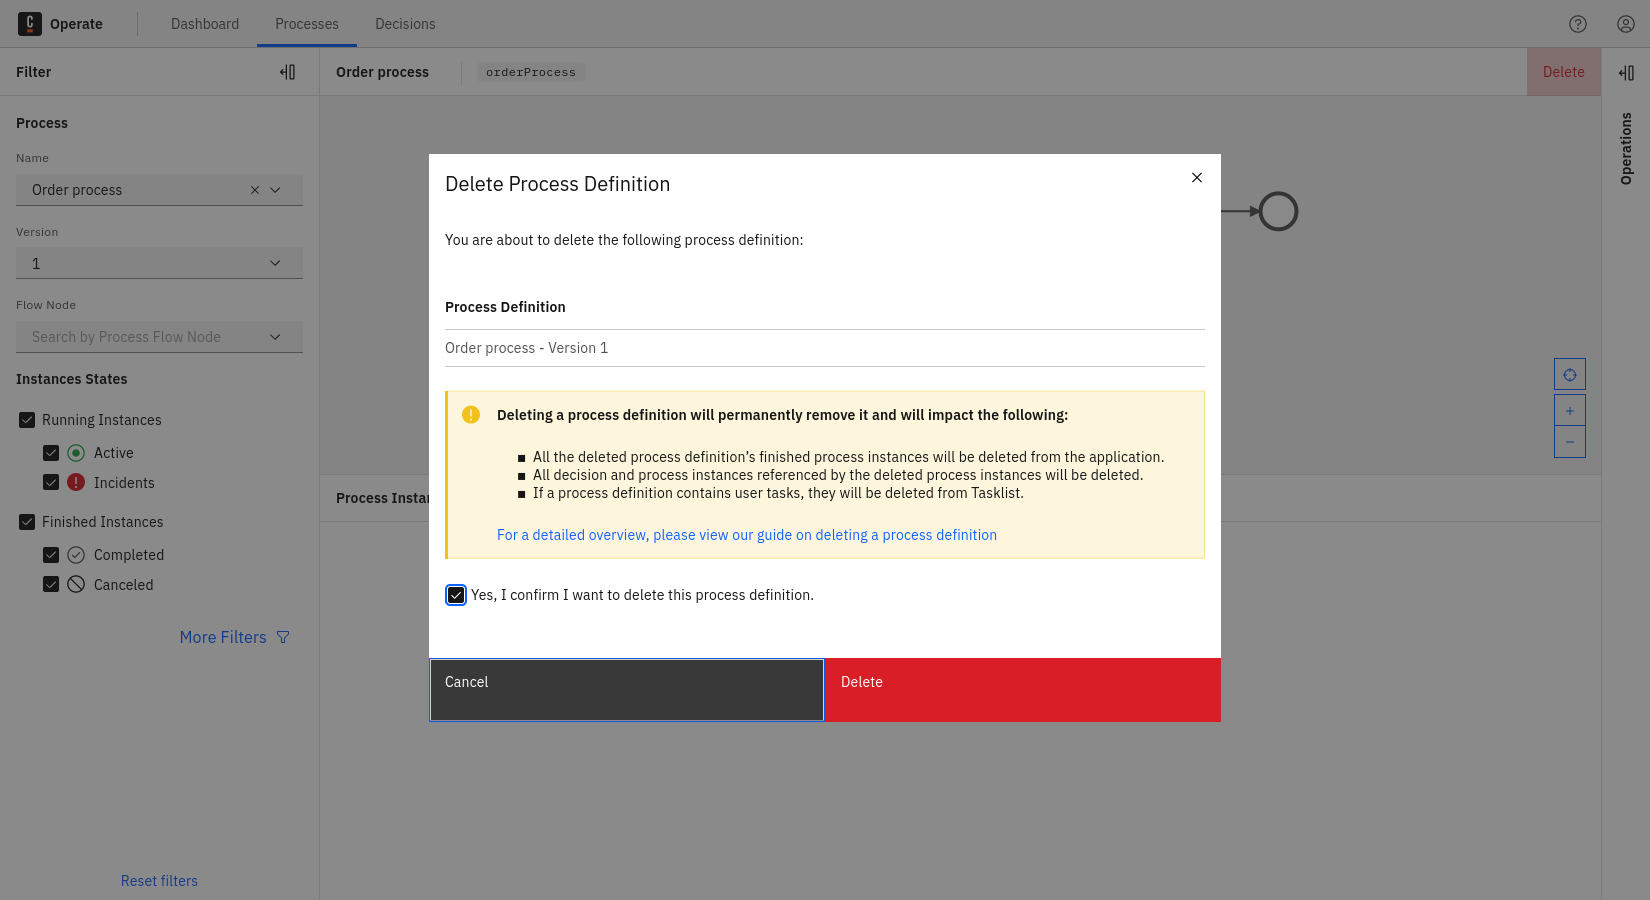 Operate
Dashboard
Processes
Decisions
Filter
Order process
orderProcess
Delete
Operations
Process
Name
Order process
Version
1
Flow Node
Search by Process Flow Node
Instances States
Running Instances
Active
Incidents
Finished Instances
Completed
Canceled
More Filters
Reset filters
Delete Process Definition
You are about to delete the following process definition:
Process Definition
Order process - Version 1
Deleting a process definition will permanently remove it and will impact the following:
All the deleted process definition’s finished process instances will be deleted from the application.
All decision and process instances referenced by the deleted process instances will be deleted.
If a process definition contains user tasks, they will be deleted from Tasklist.
For a detailed overview, please view our guide on deleting a process definition
Yes, I confirm I want to delete this process definition.
Cancel
Delete
Process